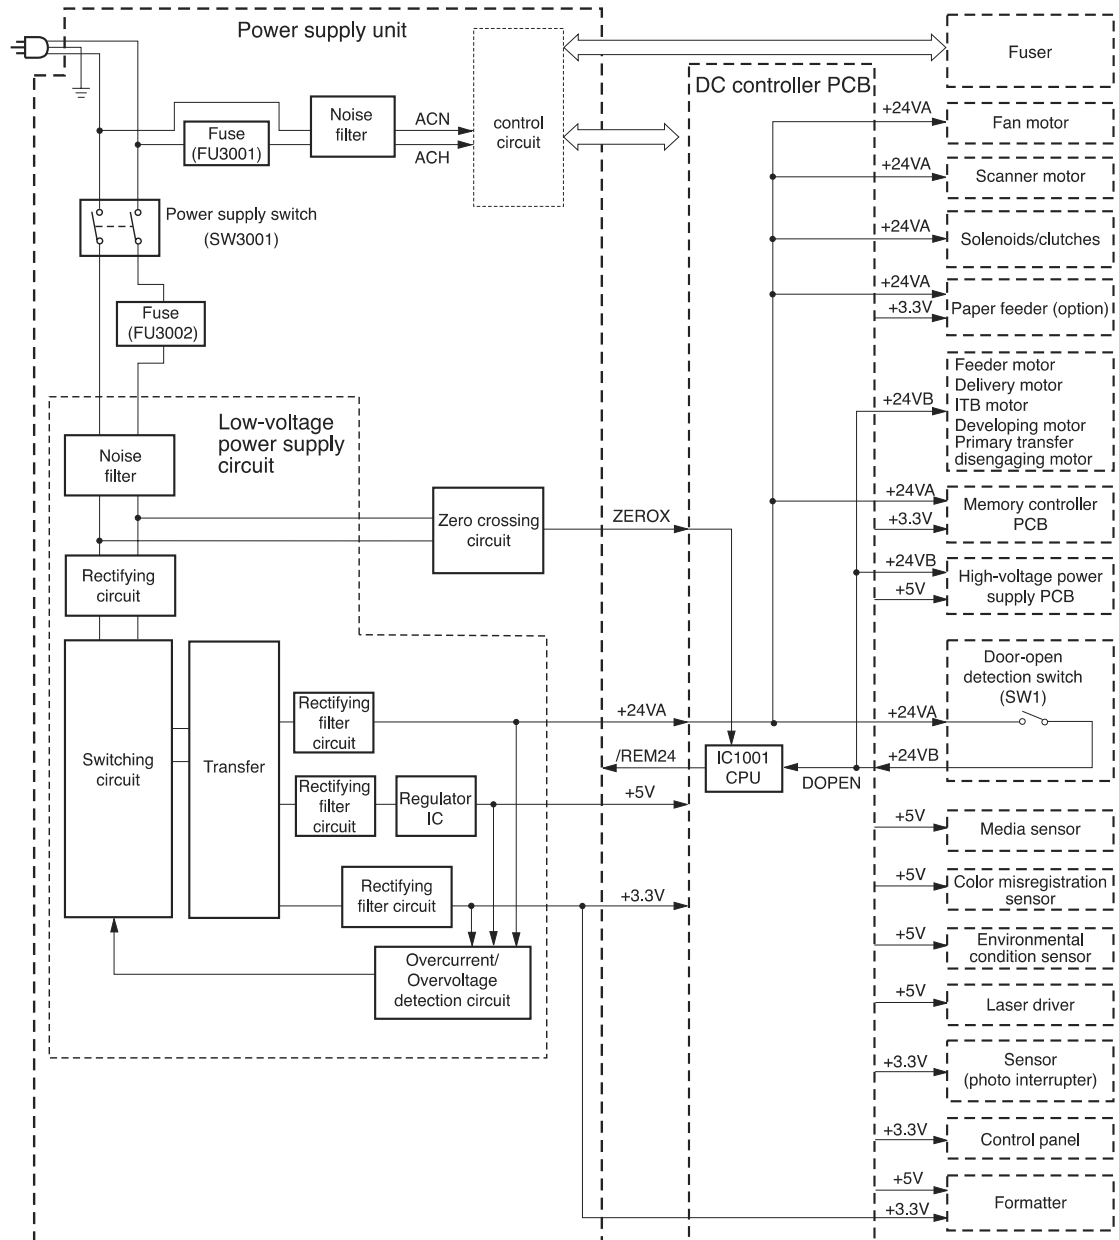 Power supply unit
Fuse
(FU3001)
Noise
filter
ACN
ACH
control
circuit
Power supply switch
(SW3001)
Fuse
(FU3002)
Low-voltage
power supply
circuit
Noise
filter
Zero crossing
circuit
ZEROX
Rectifying
circuit
Switching
circuit
Transfer
Rectifying
filter
circuit
+24VA
/REM24
Rectifying
filter
circuit
Regulator
IC
+5V
Rectifying
filter circuit
+3.3V
Overcurrent/
Overvoltage
detection circuit
DC controller PCB
IC1001
CPU
DOPEN
Fuser
+24VA
Fan motor
+24VA
Scanner motor
+24VA
Solenoids/clutches
+24VA
+3.3V
Paper feeder (option)
+24VB
Feeder motor
Delivery motor
ITB motor
Developing motor
Primary transfer
disengaging motor
+24VA
+3.3V
Memory controller
PCB
+24VB
+5V
High-voltage power
supply PCB
Door-open
detection switch
(SW1)
+24VA
+24VB
+5V
Media sensor
+5V
Color misregistration
sensor
+5V
Environmental
condition sensor
+5V
Laser driver
+3.3V
Sensor
(photo interrupter)
+3.3V
Control panel
+5V
+3.3V
Formatter